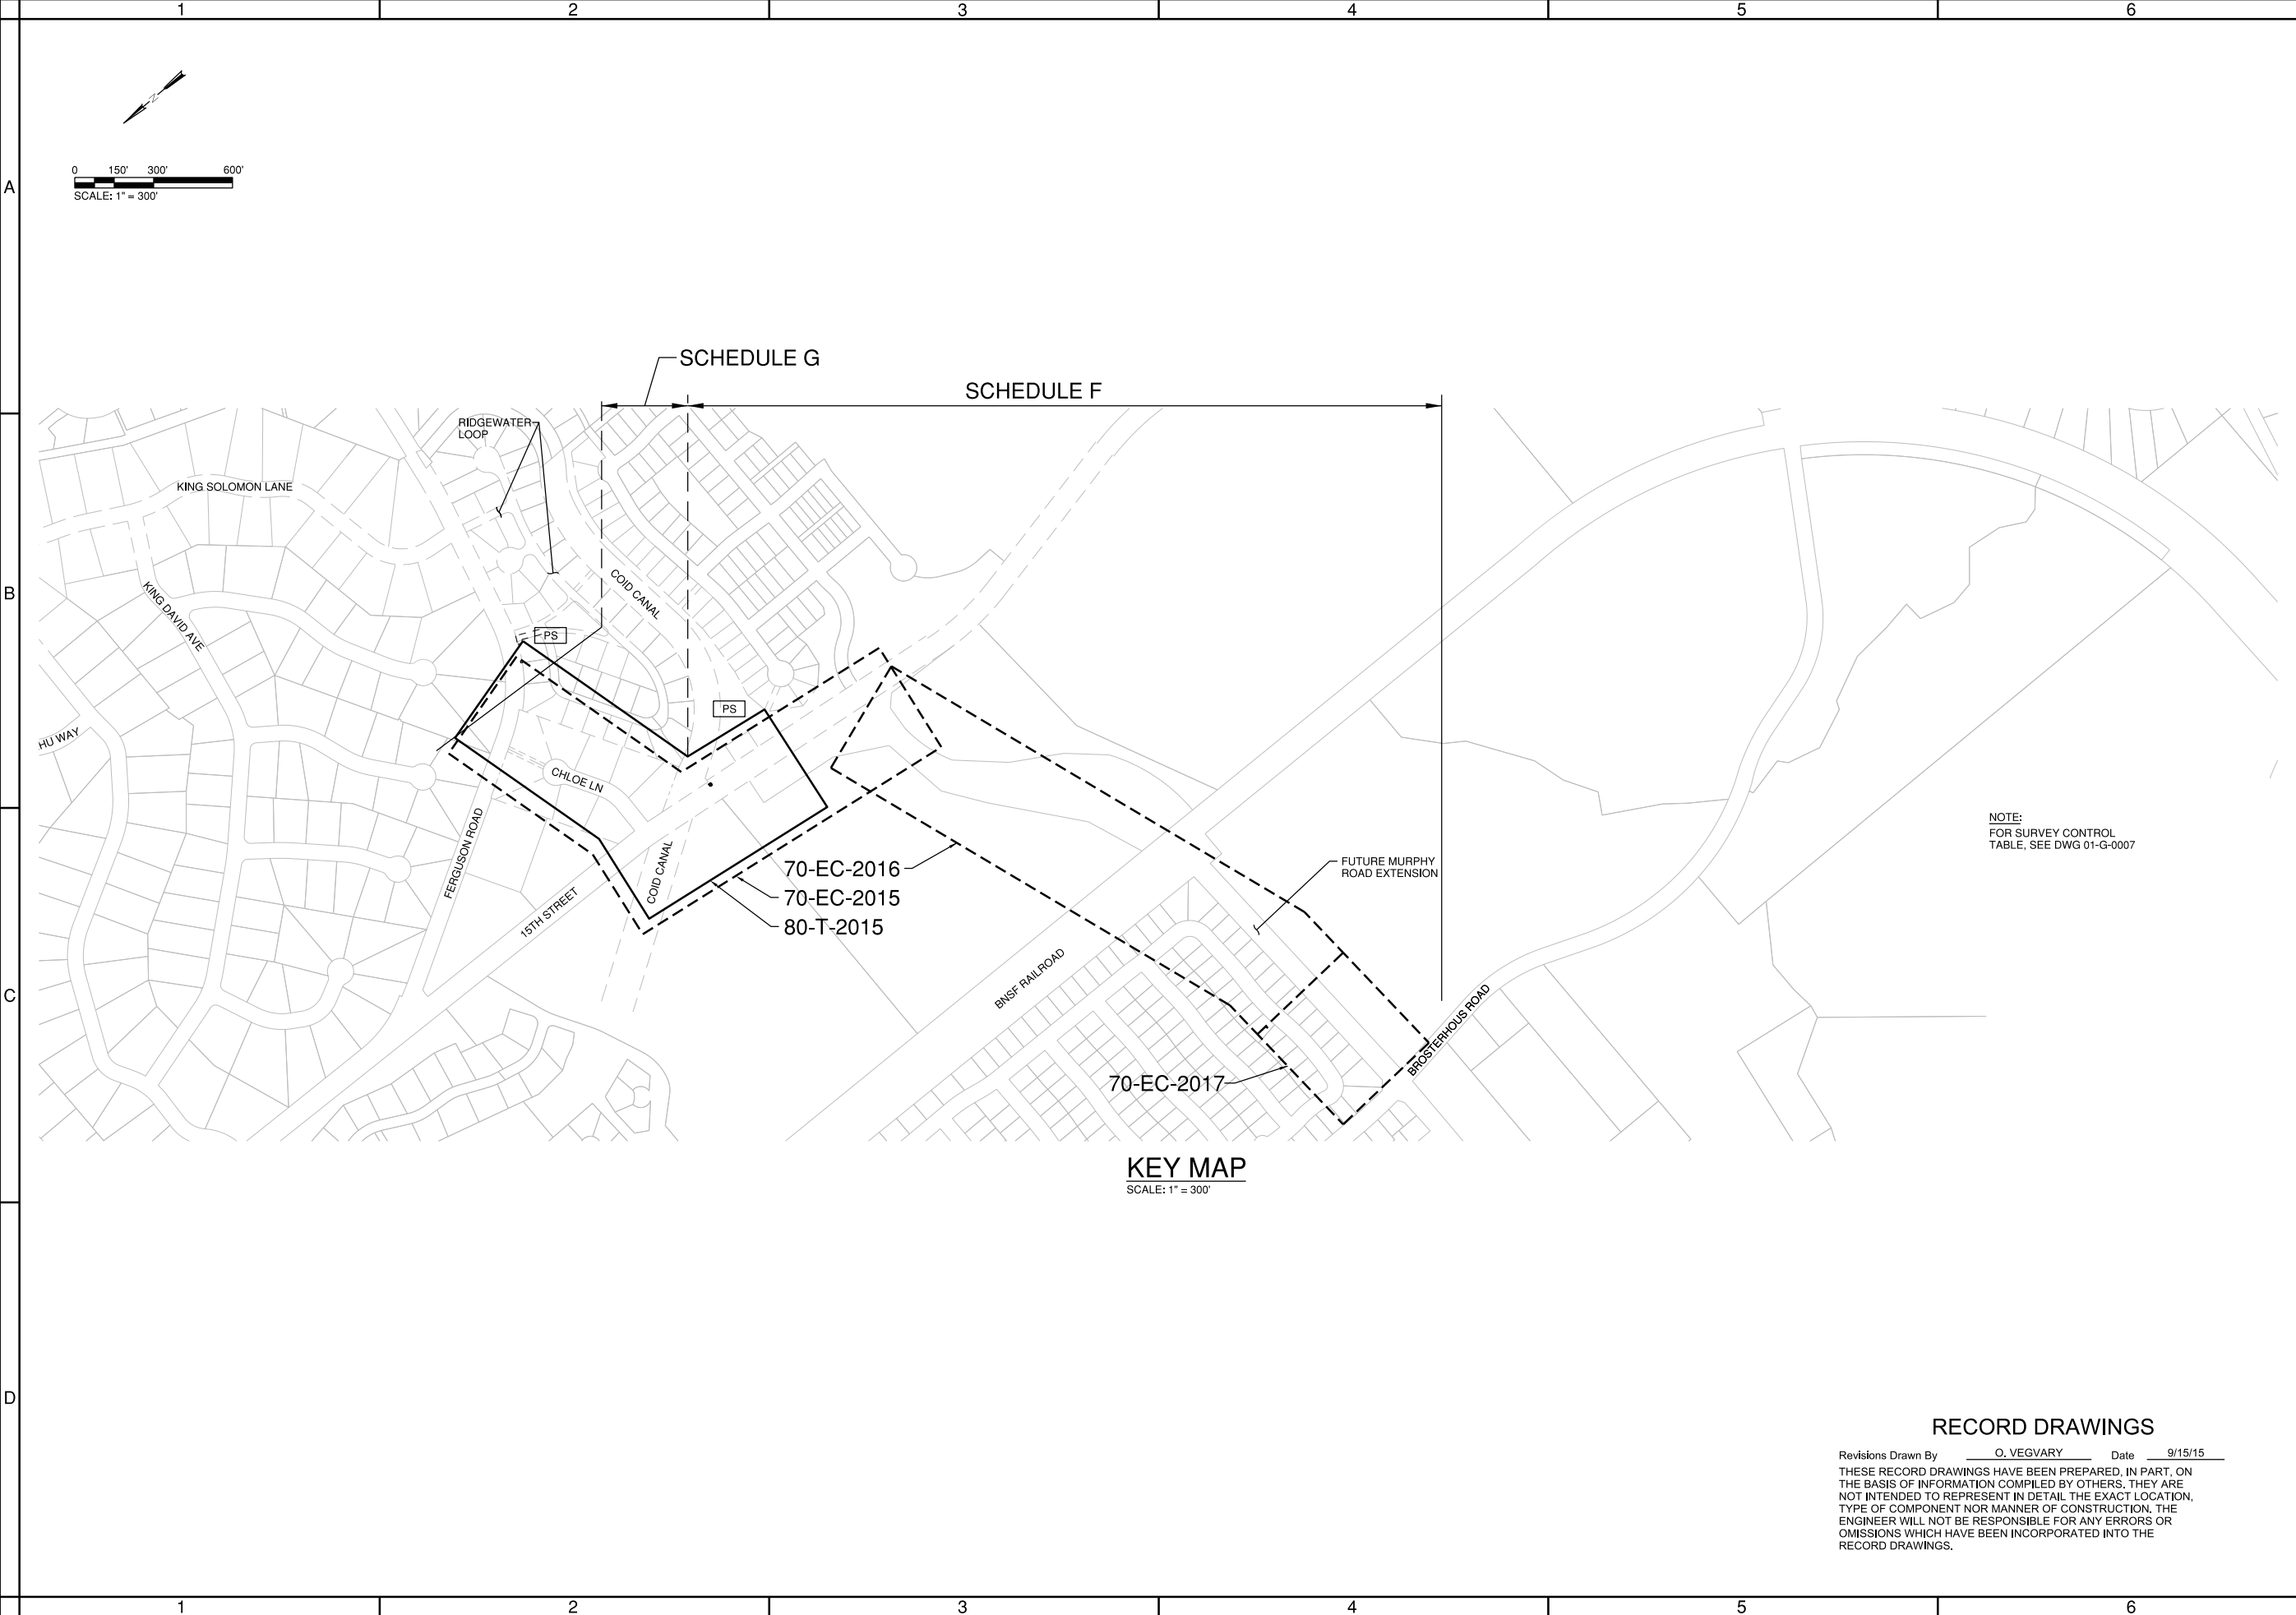 1
2
3
4
5
6
N
0 150' 300' 600'
SCALE: 1" = 300'
A
SCHEDULE G
SCHEDULE F
RIDGEWATER
LOOP
KING SOLOMON LANE
B
COID CANAL
KING DAVID AVE
PS
PS
HU WAY
CHLOE LN
FERGUSON ROAD
COID CANAL
15TH STREET
70-EC-2016
70-EC-2015
80-T-2015
FUTURE MURPHY
ROAD EXTENSION
NOTE:
FOR SURVEY CONTROL
TABLE, SEE DWG 01-G-0007
C
BNSF RAILROAD
BROSTERHOUS ROAD
70-EC-2017
KEY MAP
SCALE: 1" = 300'
D
RECORD DRAWINGS
Revisions Drawn By O. VEGVARY Date 9/15/15
THESE RECORD DRAWINGS HAVE BEEN PREPARED, IN PART, ON
THE BASIS OF INFORMATION COMPILED BY OTHERS. THEY ARE
NOT INTENDED TO REPRESENT IN DETAIL THE EXACT LOCATION,
TYPE OF COMPONENT NOR MANNER OF CONSTRUCTION. THE
ENGINEER WILL NOT BE RESPONSIBLE FOR ANY ERRORS OR
OMISSIONS WHICH HAVE BEEN INCORPORATED INTO THE
RECORD DRAWINGS.
1
2
3
4
5
6